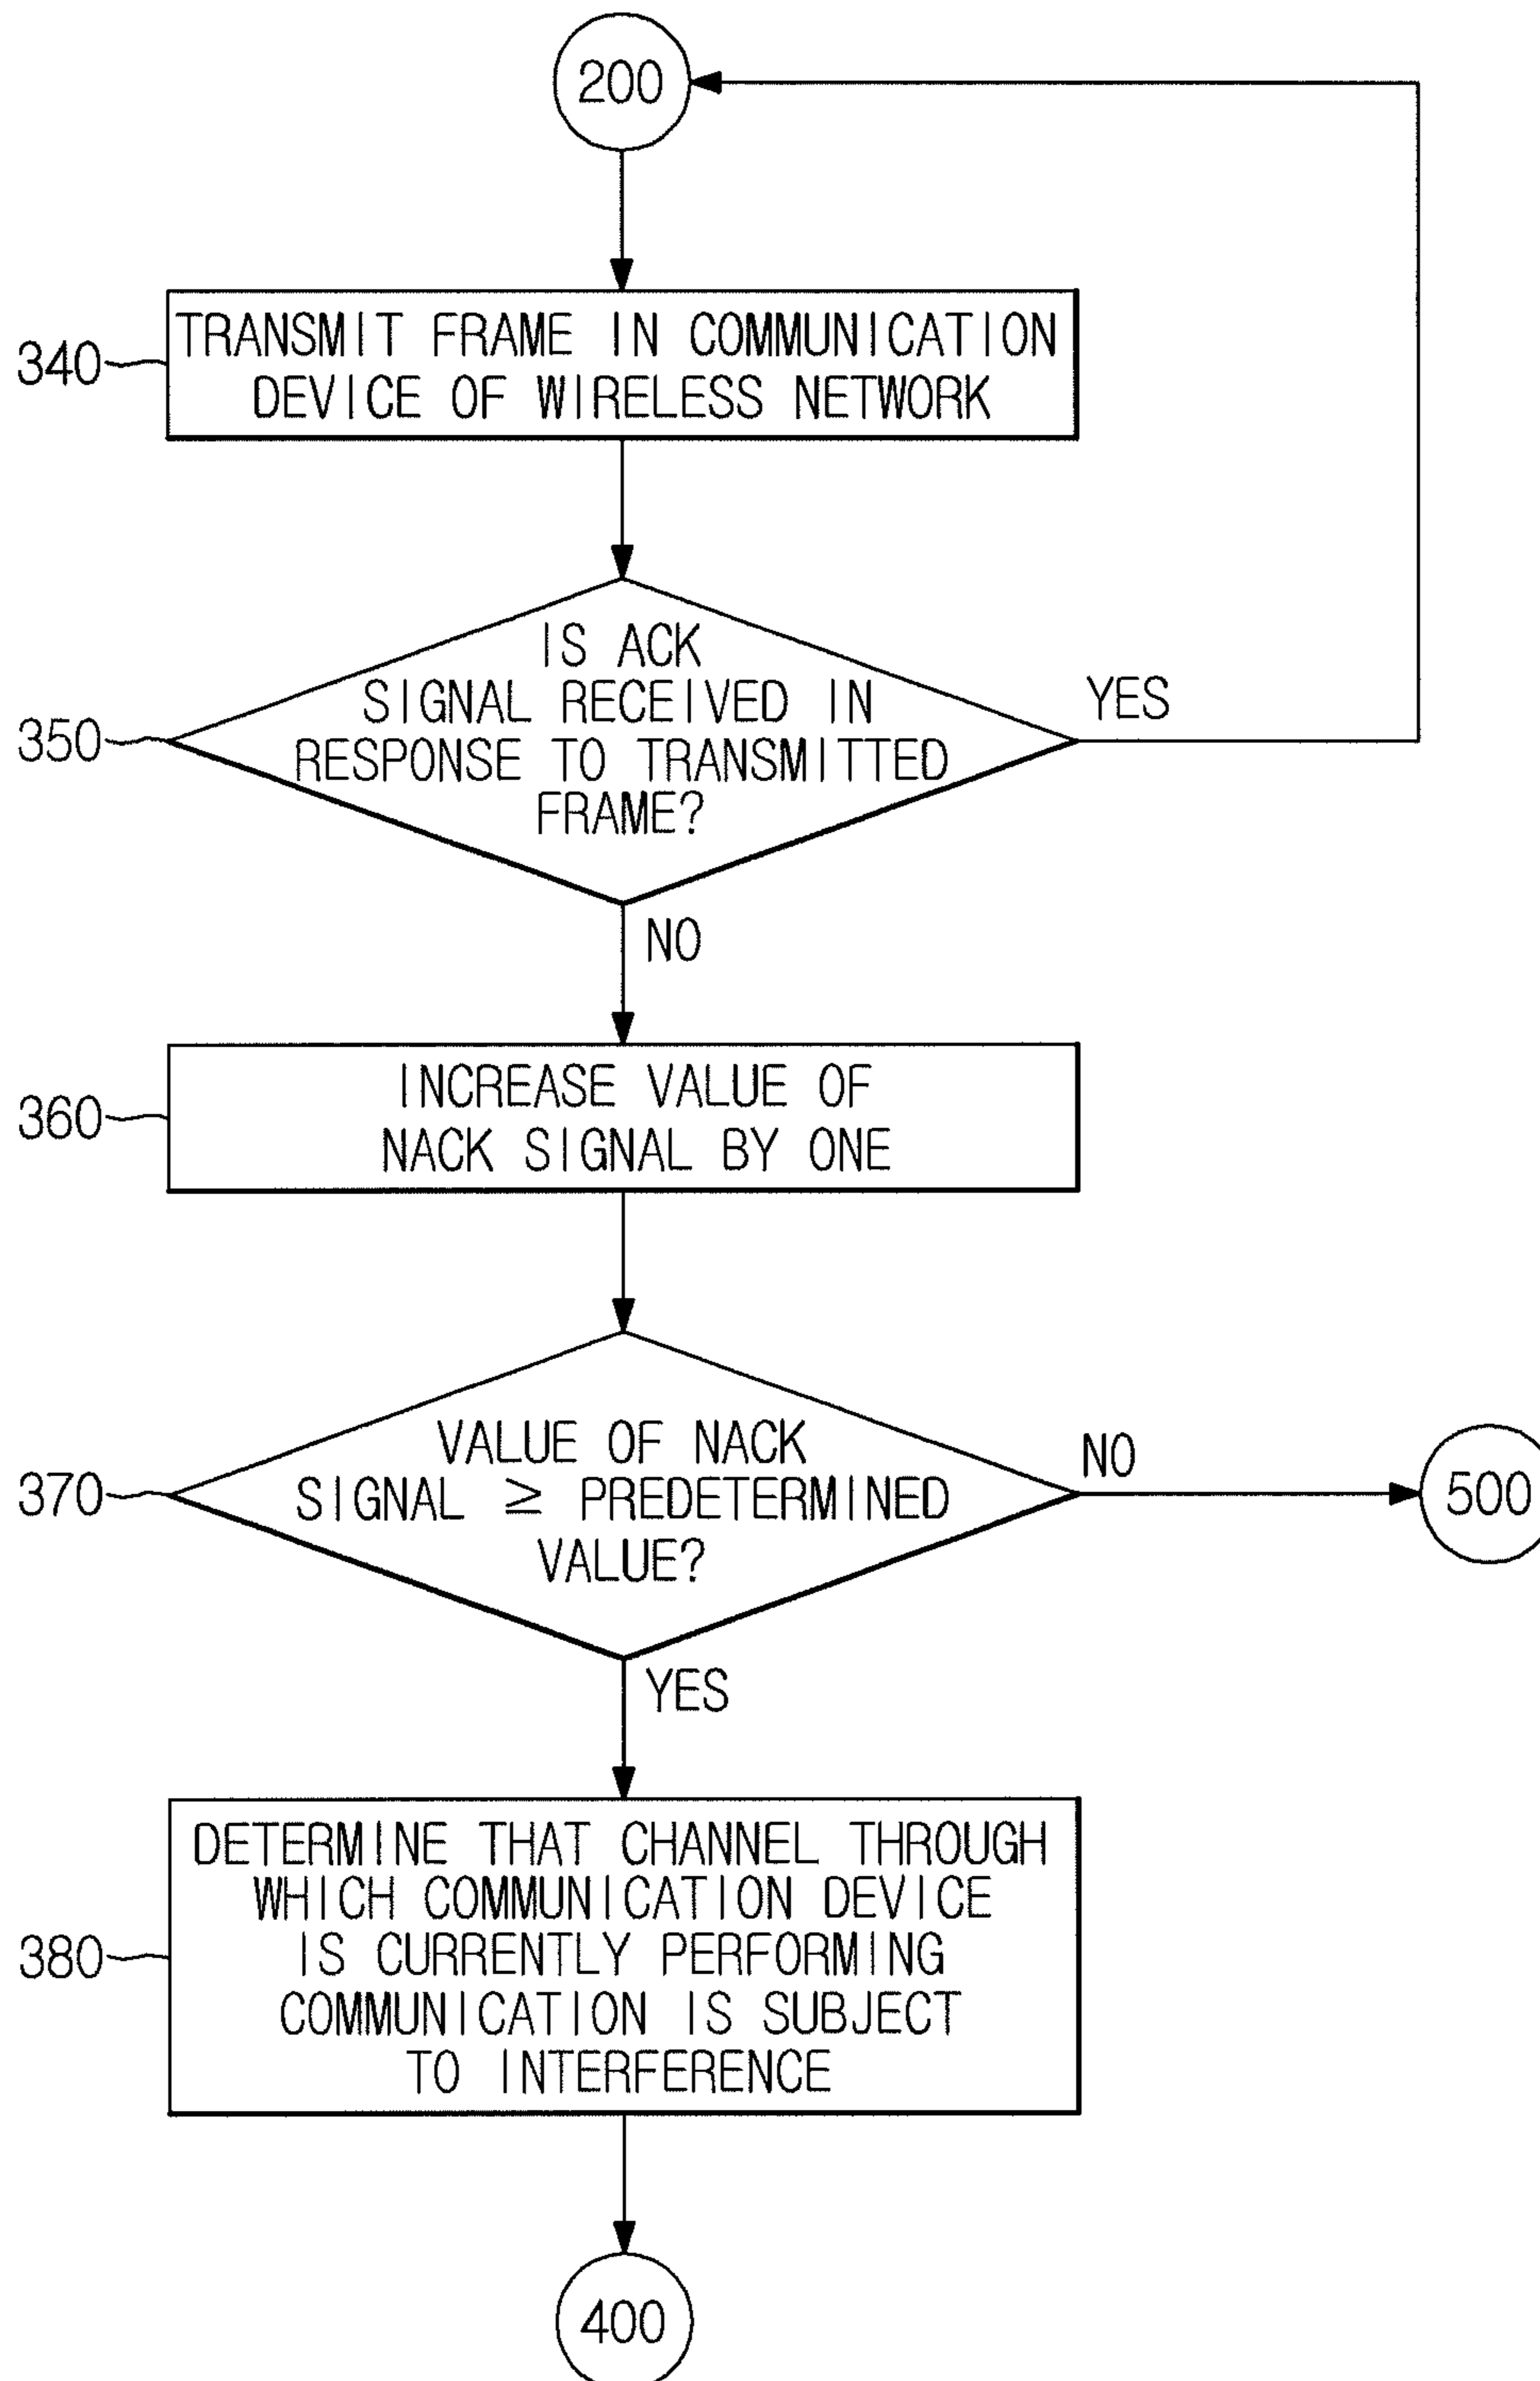 200
340
TRANSMIT FRAME IN COMMUNICATION
DEVICE OF WIRELESS NETWORK
350
IS ACK
SIGNAL RECEIVED IN
RESPONSE TO TRANSMITTED
FRAME?
YES
NO
360
INCREASE VALUE OF
NACK SIGNAL BY ONE
370
VALUE OF NACK
SIGNAL ≥ PREDETERMINED
VALUE?
NO
500
YES
380
DETERMINE THAT CHANNEL THROUGH
WHICH COMMUNICATION DEVICE
IS CURRENTLY PERFORMING
COMMUNICATION IS SUBJECT
TO INTERFERENCE
400